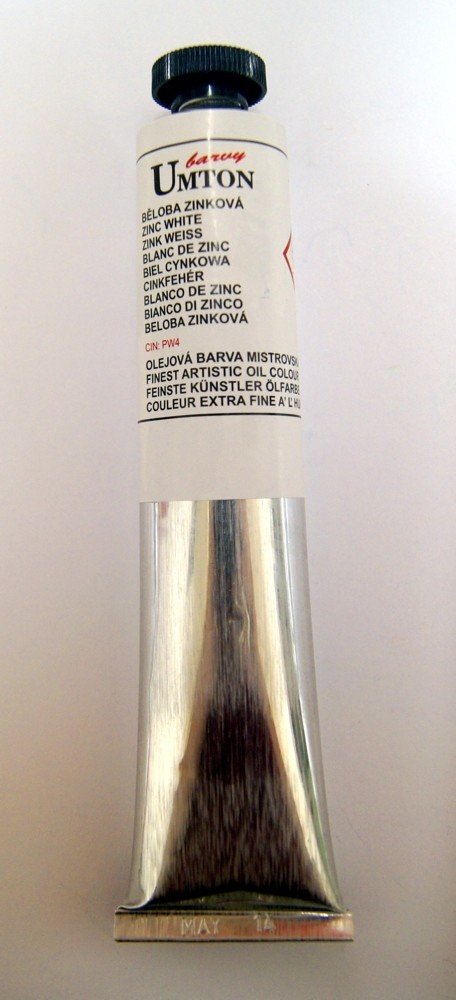 barvy
UMTON
BĚLOBA ZINKOVÁ
ZINC WHITE
ZINK WEISS
BLANC DE ZINC
BIEL CYNKOWA
CINKFEHÉR
BLANCO DE ZINC
BIANCO DI ZINCO
BELOBA ZINKOVÁ
CIN: PW4
OLEJOVÁ BARVA MISTROVSK
FINEST ARTISTIC OIL COLOUR
FEINSTE KÜNSTLER ÖLFARBE
COULEUR EXTRA FINE A' L' HU
MAY 14